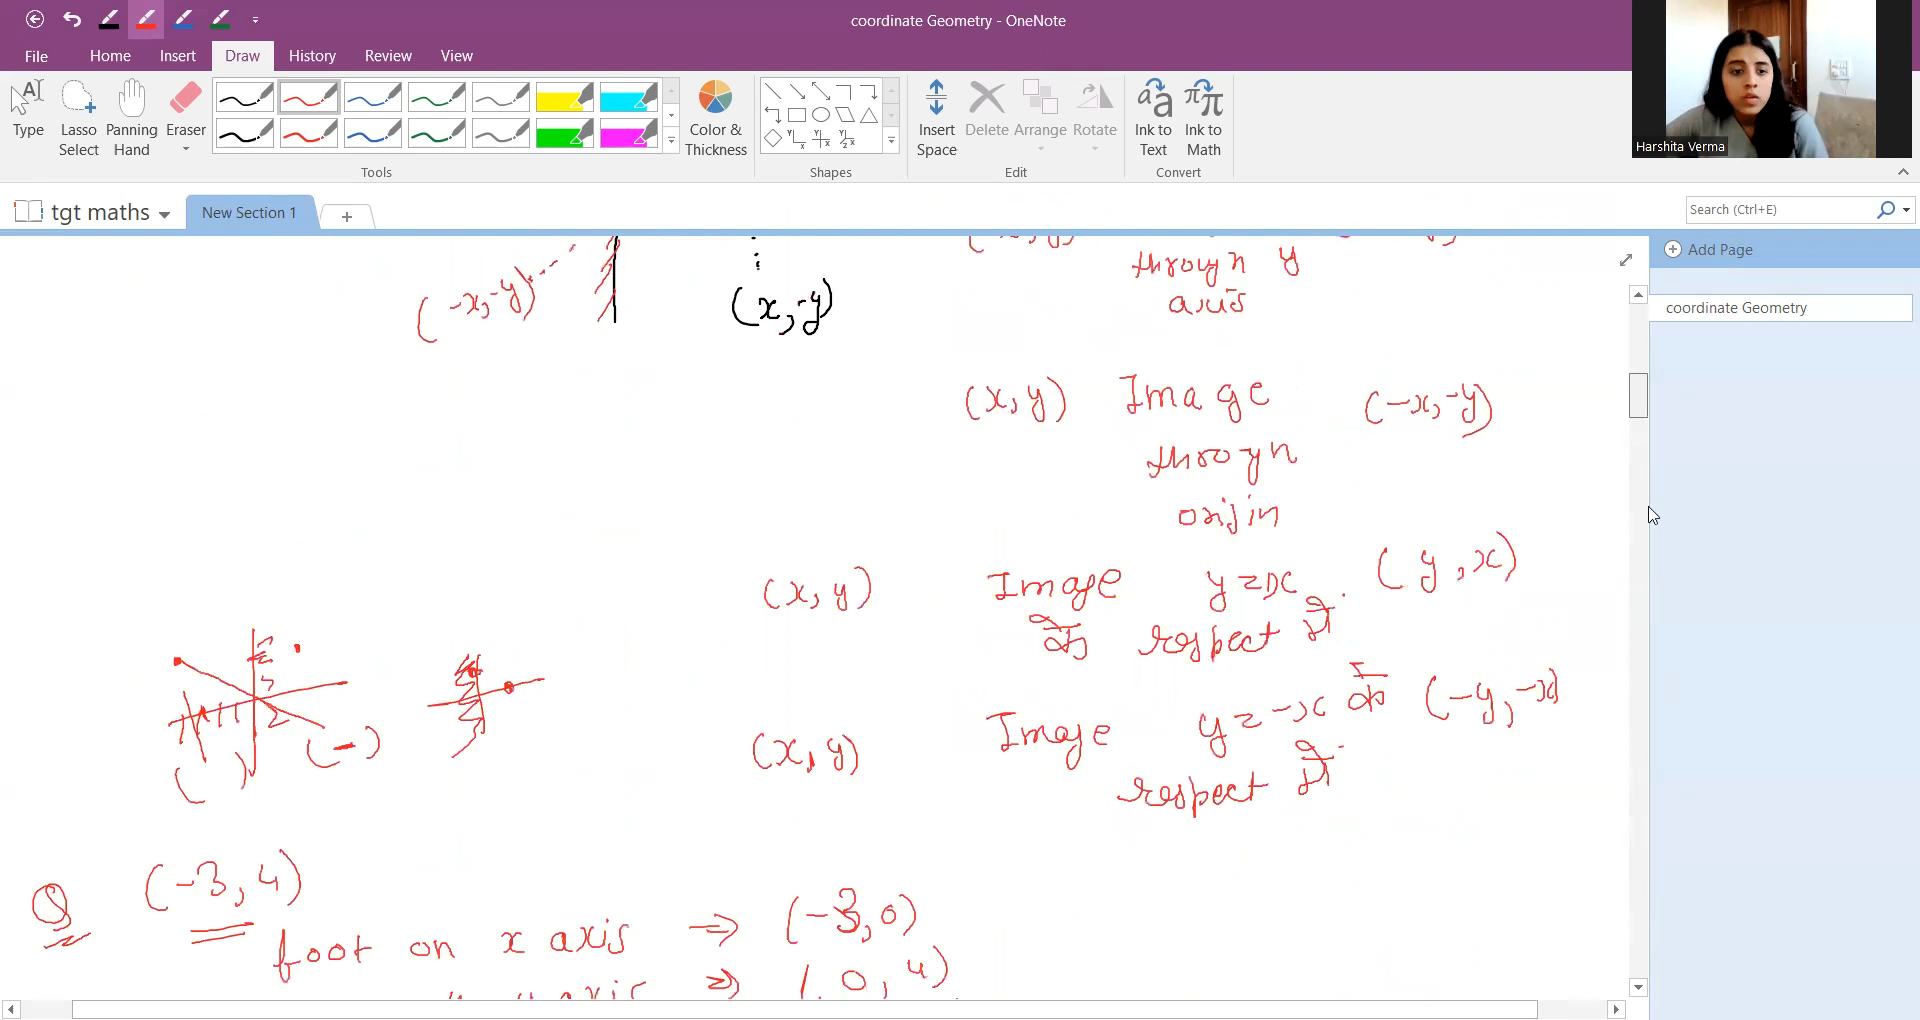 coordinate Geometry - OneNote
File Home Insert Draw History Review View
Type Lasso Select Panning Hand Eraser
Color & Thickness
Insert Space Delete Arrange Rotate
Ink to Text Ink to Math
Tools Shapes Edit Convert
Harshita Verma
tgt maths New Section 1 +
Search (Ctrl+E)
Add Page
coordinate Geometry
(-x,-y)
(x,-y)
through y
axis
(x,y) Image (-x,-y)
through
origin
(x,y) Image y=x (y,x)
respect से
(x,y) Image y=-x (-y,-x)
respect से
(-)
( )
Q (-3,4)
foot on x axis ⇒ (-3,0)
y axis ⇒ (0,4)